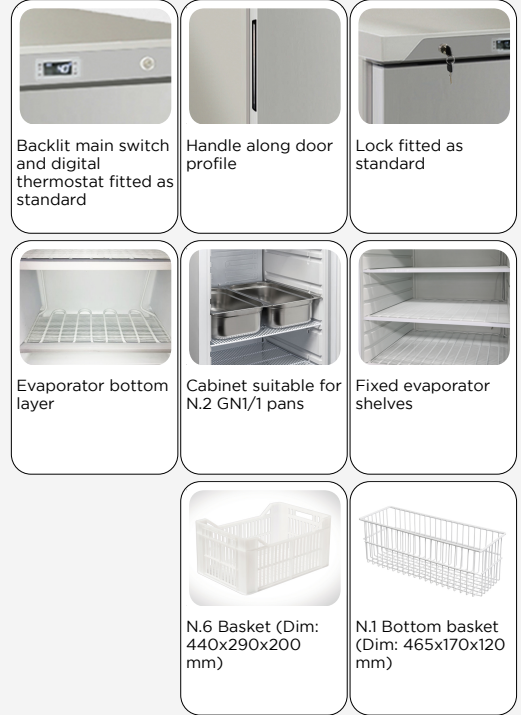 Backlit main switch
and digital
thermostat fitted as
standard
Handle along door
profile
Lock fitted as
standard
Evaporator bottom
layer
Cabinet suitable for
N.2 GN1/1 pans
Fixed evaporator
shelves
N.6 Basket (Dim:
440x290x200
mm)
N.1 Bottom basket
(Dim: 465x170x120
mm)